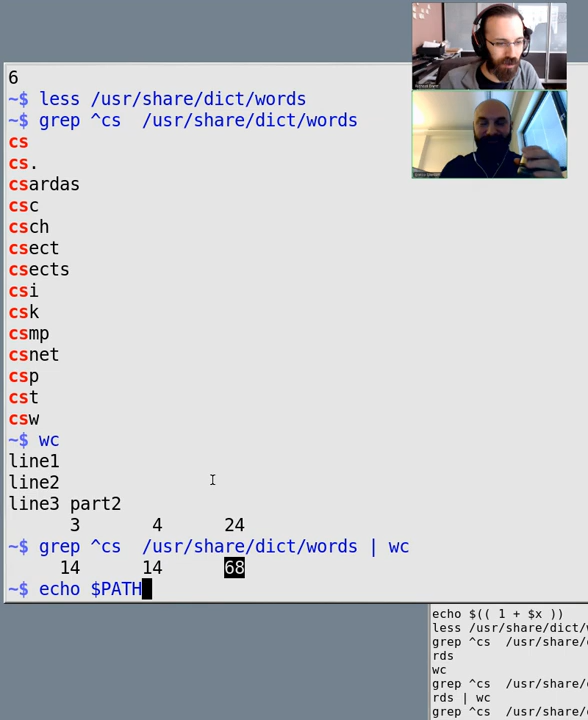 6
~$ less /usr/share/dict/words
~$ grep ^cs  /usr/share/dict/words
cs
cs.
csardas
csc
csch
csect
csects
csi
csk
csmp
csnet
csp
cst
csw
~$ wc
line1
line2
line3 part2
      3       4      24
~$ grep ^cs  /usr/share/dict/words | wc
     14      14      68
~$ echo $PATH
echo $(( 1 + $x ))
less /usr/share/dict/w
grep ^cs  /usr/share/d
rds
wc
grep ^cs  /usr/share/d
rds | wc
grep ^cs  /usr/share/d